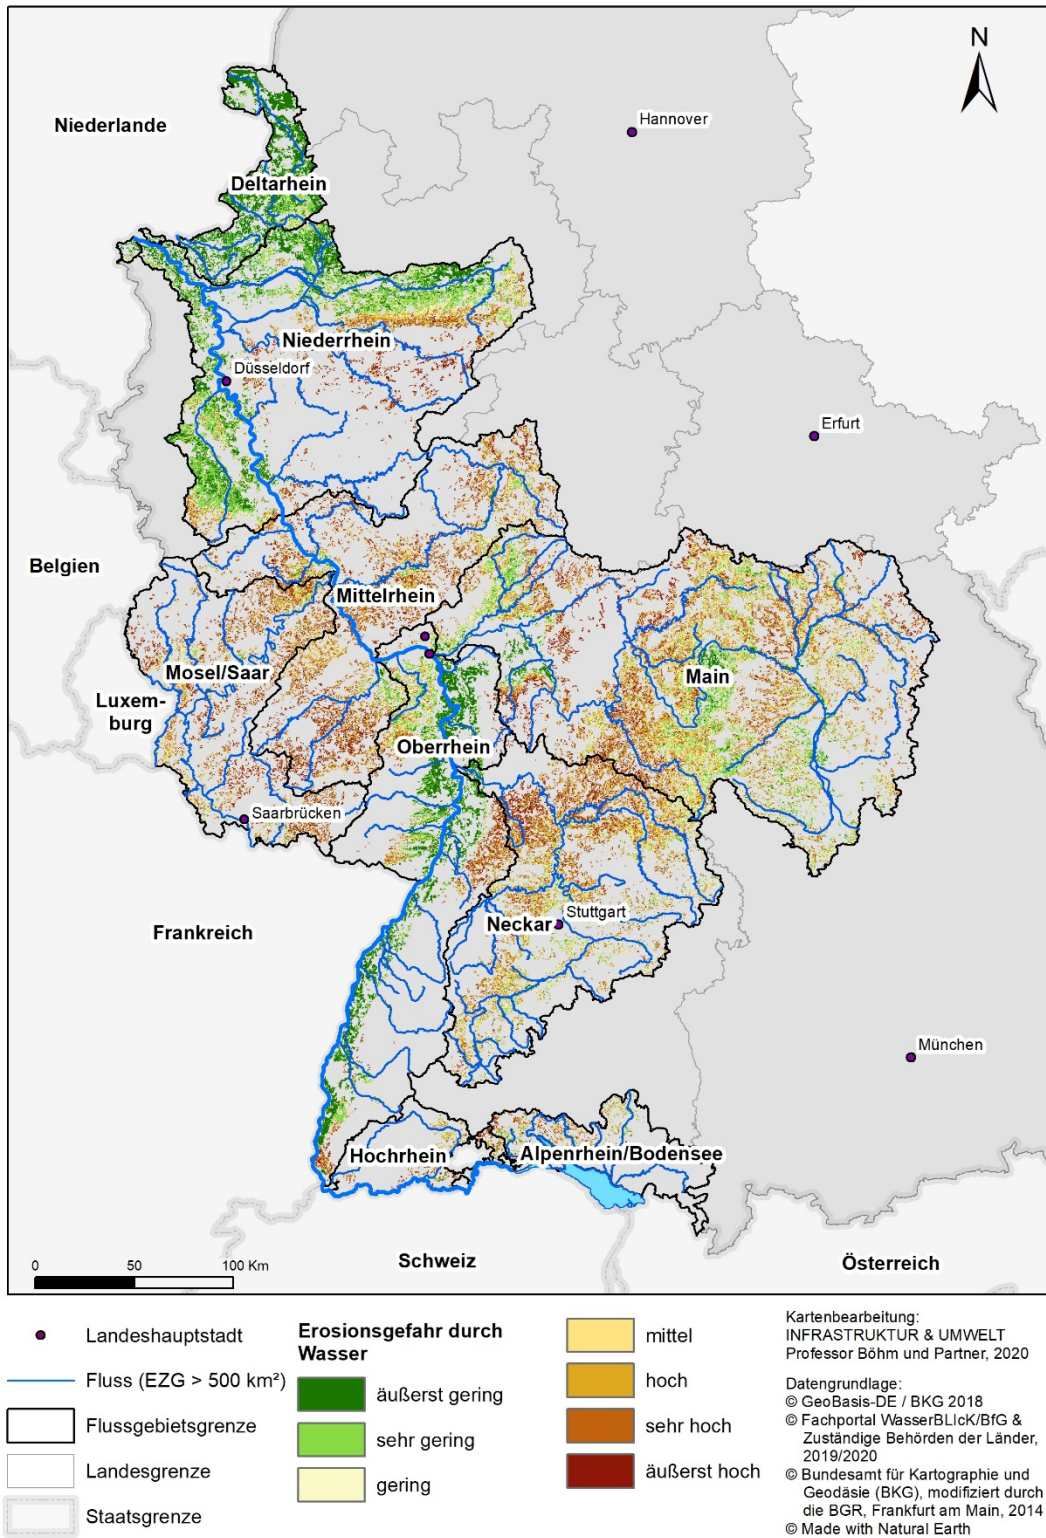 N
Hannover
Niederlande
Deltarhein
Niederrhein
Düsseldorf
Erfurt
Belgien
Mittelrhein
Mosel/Saar
Main
Luxem-
burg
Oberrhein
Saarbrücken
Frankreich
Neckar
Stuttgart
München
Hochrhein
Alpenrhein/Bodensee
Schweiz
Österreich
0 50 100 Km
Landeshauptstadt
Fluss (EZG > 500 km²)
Flussgebietsgrenze
Landesgrenze
Staatsgrenze
Erosionsgefahr durch
Wasser
äußerst gering
sehr gering
gering
mittel
hoch
sehr hoch
äußerst hoch
Kartenbearbeitung:
INFRASTRUKTUR & UMWELT
Professor Böhm und Partner, 2020
Datengrundlage:
© GeoBasis-DE / BKG 2018
© Fachportal WasserBLIcK/BfG &
Zuständige Behörden der Länder,
2019/2020
© Bundesamt für Kartographie und
Geodäsie (BKG), modifiziert durch
die BGR, Frankfurt am Main, 2014
© Made with Natural Earth